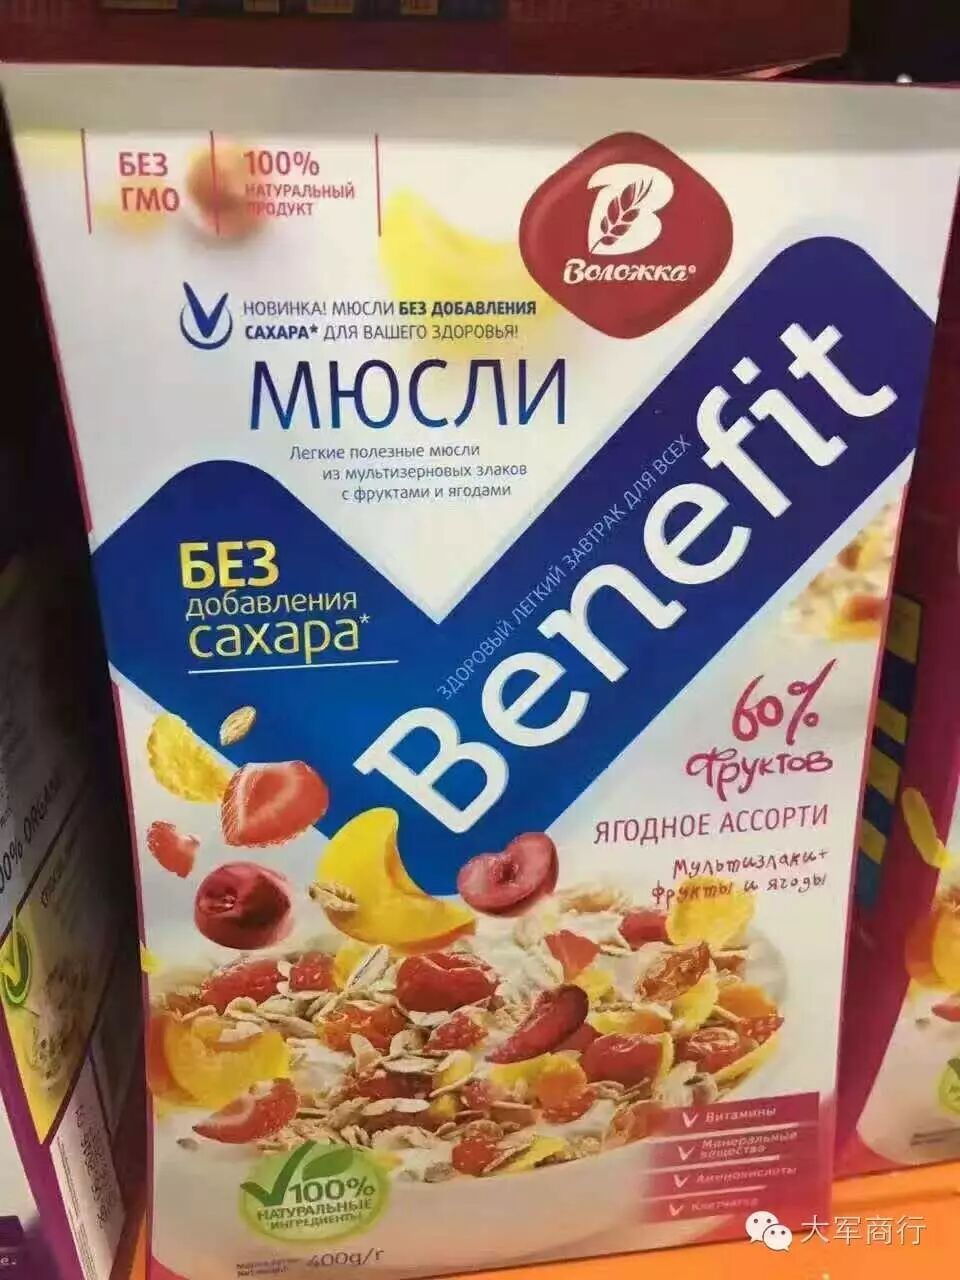 БЕЗ
ГМО
100%
НАТУРАЛЬНЫЙ
ПРОДУКТ
В
Воложка®
НОВИНКА! МЮСЛИ БЕЗ ДОБАВЛЕНИЯ
САХАРА* ДЛЯ ВАШЕГО ЗДОРОВЬЯ!
МЮСЛИ
Легкие полезные мюсли
из мультизерновых злаков
с фруктами и ягодами
БЕЗ
добавления
сахара*
ЗДОРОВЫЙ ЛЕГКИЙ ЗАВТРАК ДЛЯ ВСЕХ
Benefit
60%
Фруктов
ЯГОДНОЕ АССОРТИ
Мультизлаки+
фрукты и ягоды
Витамины
Минеральные
вещества
Аминокислоты
Клетчатка
100%
НАТУРАЛЬНЫЕ
ИНГРЕДИЕНТЫ
400g/г
大军商行